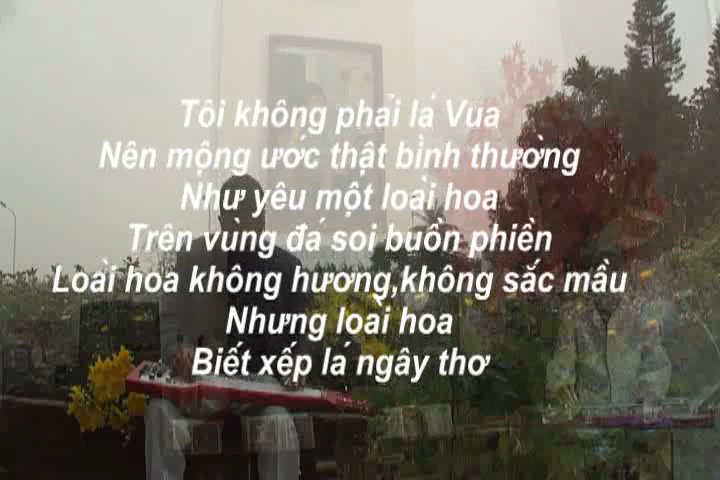 Tôi không phải là Vua
Nên mộng ước thật bình thường
Như yêu một loài hoa
Trên vùng đá soi buồn phiền
Loài hoa không hương,không sắc mầu
Nhưng loài hoa
Biết xếp lá ngây thơ